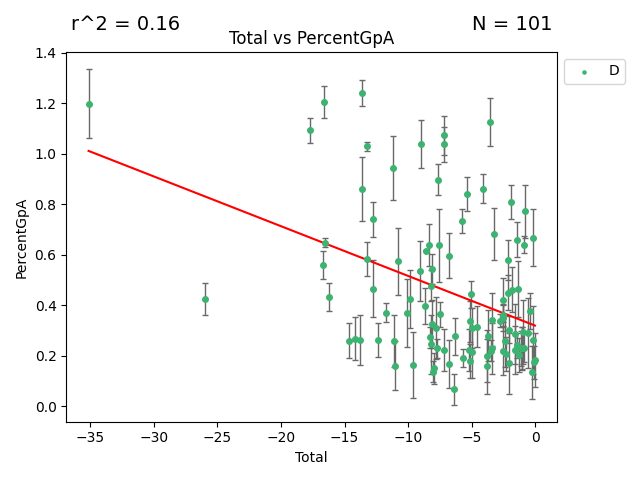 r^2 = 0.16 N = 101
Total vs PercentGpA
D
1.4
1.2
1.0
0.8
0.6
0.4
0.2
0.0
PercentGpA
−35 −30 −25 −20 −15 −10 −5 0
Total